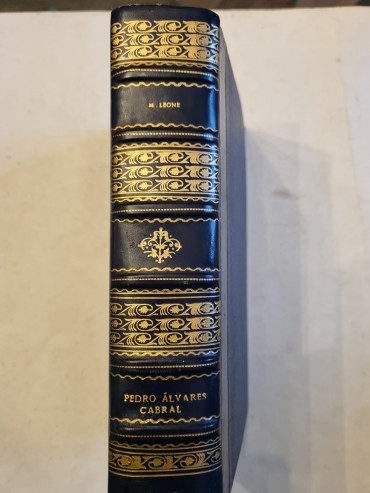 M. LEONE
PEDRO ÁLVARES
CABRAL